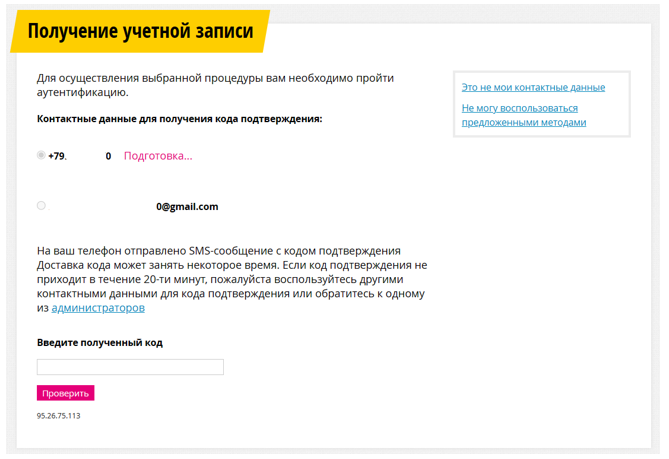 Получение учетной записи
Для осуществления выбранной процедуры вам необходимо пройти
аутентификацию.
Контактные данные для получения кода подтверждения:
+79. 0 Подготовка...
0@gmail.com
На ваш телефон отправлено SMS-сообщение с кодом подтверждения
Доставка кода может занять некоторое время. Если код подтверждения не
приходит в течение 20-ти минут, пожалуйста воспользуйтесь другими
контактными данными для кода подтверждения или обратитесь к одному
из администраторов
Введите полученный код
Проверить
95.26.75.113
Это не мои контактные данные
Не могу воспользоваться
предложенными методами